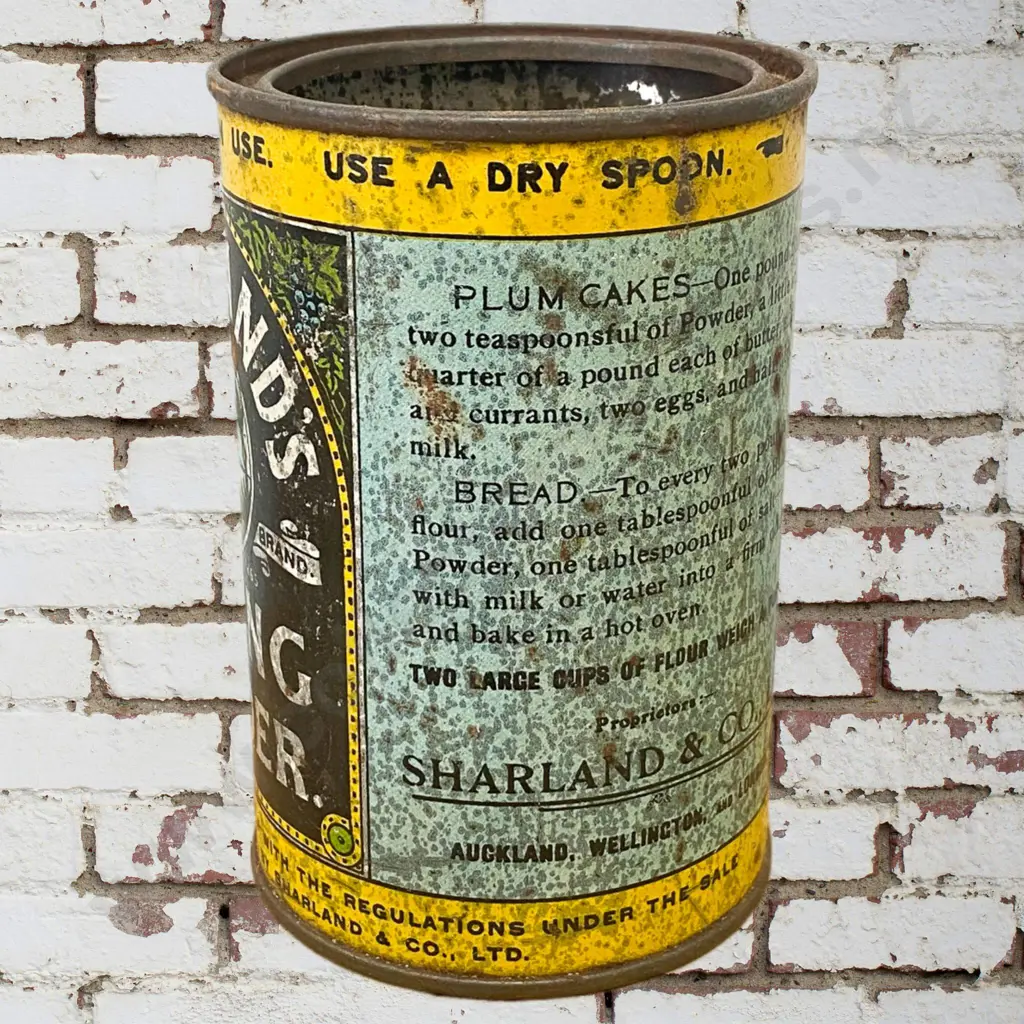 USE. USE A DRY SPOON.
ND'S
BRAND.
NG
ER.
PLUM CAKES—One poun
two teaspoonsful of Powder, a
quarter of a pound each of butter
and currants, two eggs, and hal
milk.
BREAD—To every two
flour, add one tablespoonful of
Powder, one tablespoonful of
with milk or water into a firm
and bake in a hot oven.
TWO LARGE CUPS OF FLOUR WEIGH
Proprietors—
SHARLAND & CO.
AUCKLAND, WELLINGTON, AND
WITH THE REGULATIONS UNDER THE SALE
SHARLAND & CO., LTD.